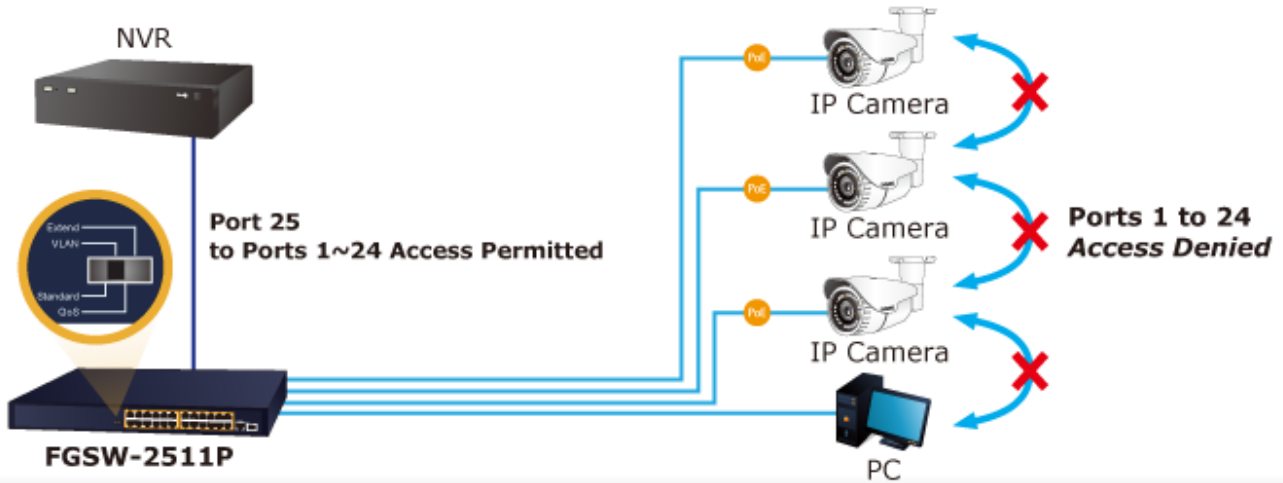 NVR
Extend
VLAN
Standard
QoS
Port 25
to Ports 1~24 Access Permitted
FGSW-2511P
PoE
IP Camera
PoE
IP Camera
PoE
IP Camera
PC
Ports 1 to 24
Access Denied